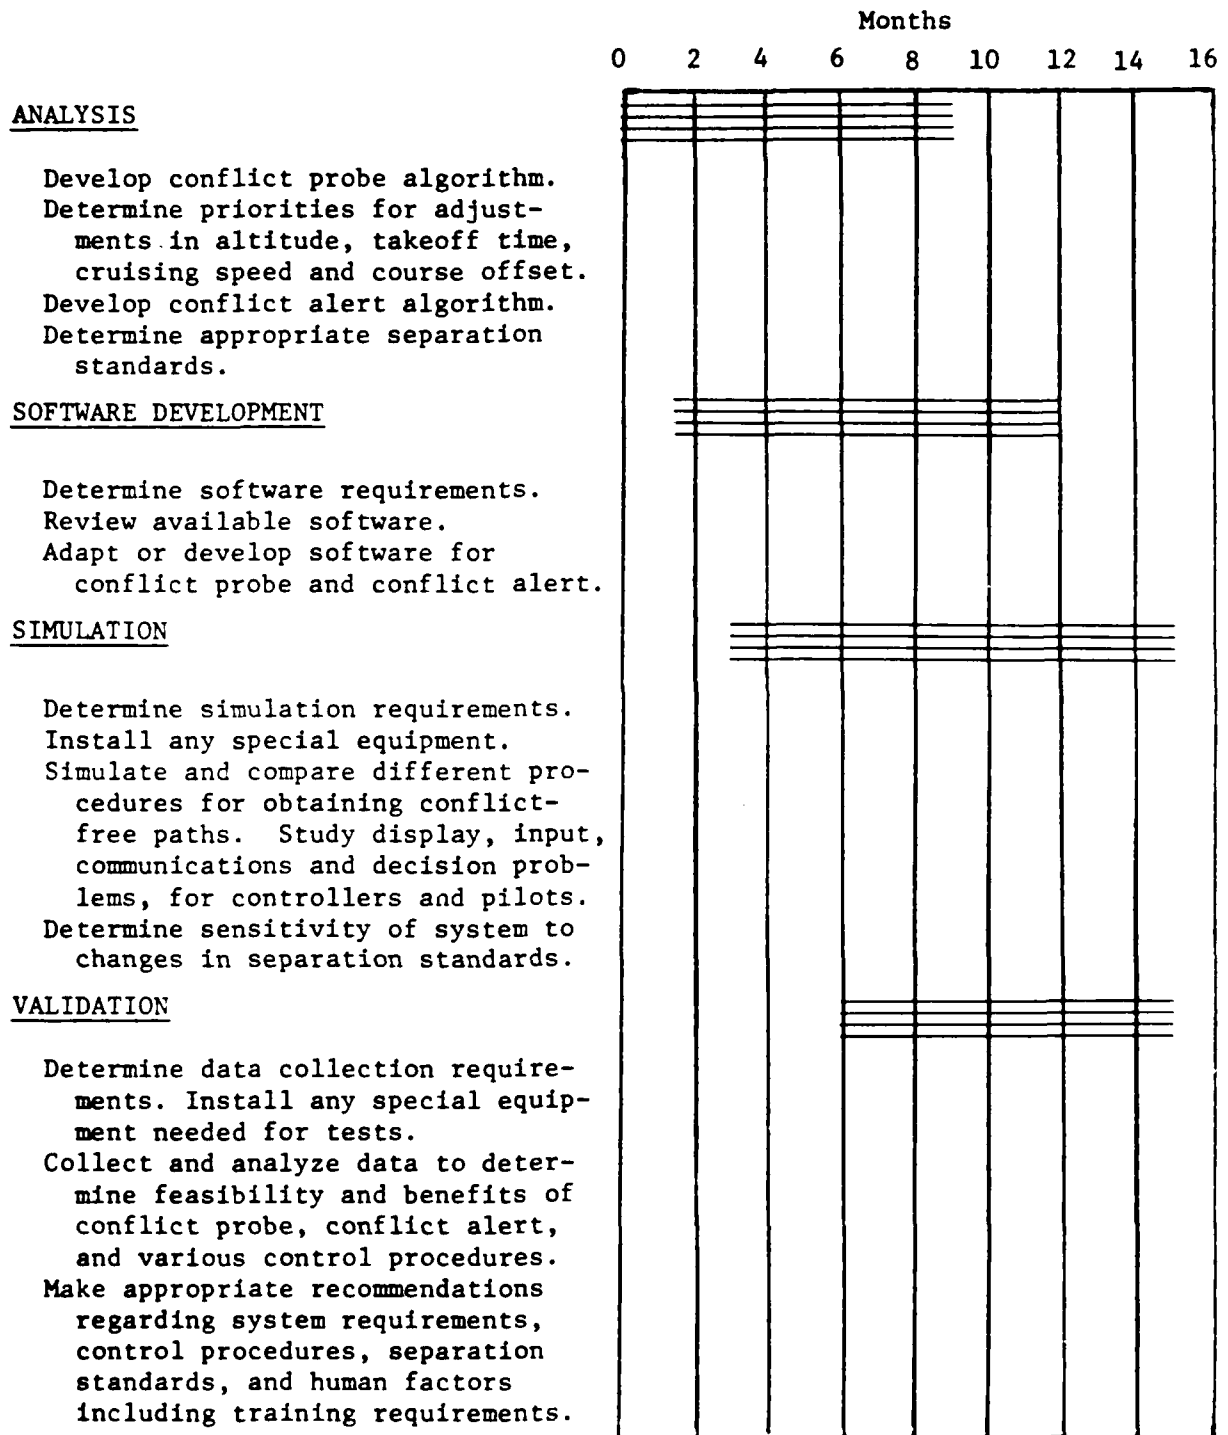 Months
0 2 4 6 8 10 12 14 16
ANALYSIS
Develop conflict probe algorithm.
Determine priorities for adjust-
ments in altitude, takeoff time,
cruising speed and course offset.
Develop conflict alert algorithm.
Determine appropriate separation
standards.
SOFTWARE DEVELOPMENT
Determine software requirements.
Review available software.
Adapt or develop software for
conflict probe and conflict alert.
SIMULATION
Determine simulation requirements.
Install any special equipment.
Simulate and compare different pro-
cedures for obtaining conflict-
free paths. Study display, input,
communications and decision prob-
lems, for controllers and pilots.
Determine sensitivity of system to
changes in separation standards.
VALIDATION
Determine data collection require-
ments. Install any special equip-
ment needed for tests.
Collect and analyze data to deter-
mine feasibility and benefits of
conflict probe, conflict alert,
and various control procedures.
Make appropriate recommendations
regarding system requirements,
control procedures, separation
standards, and human factors
including training requirements.